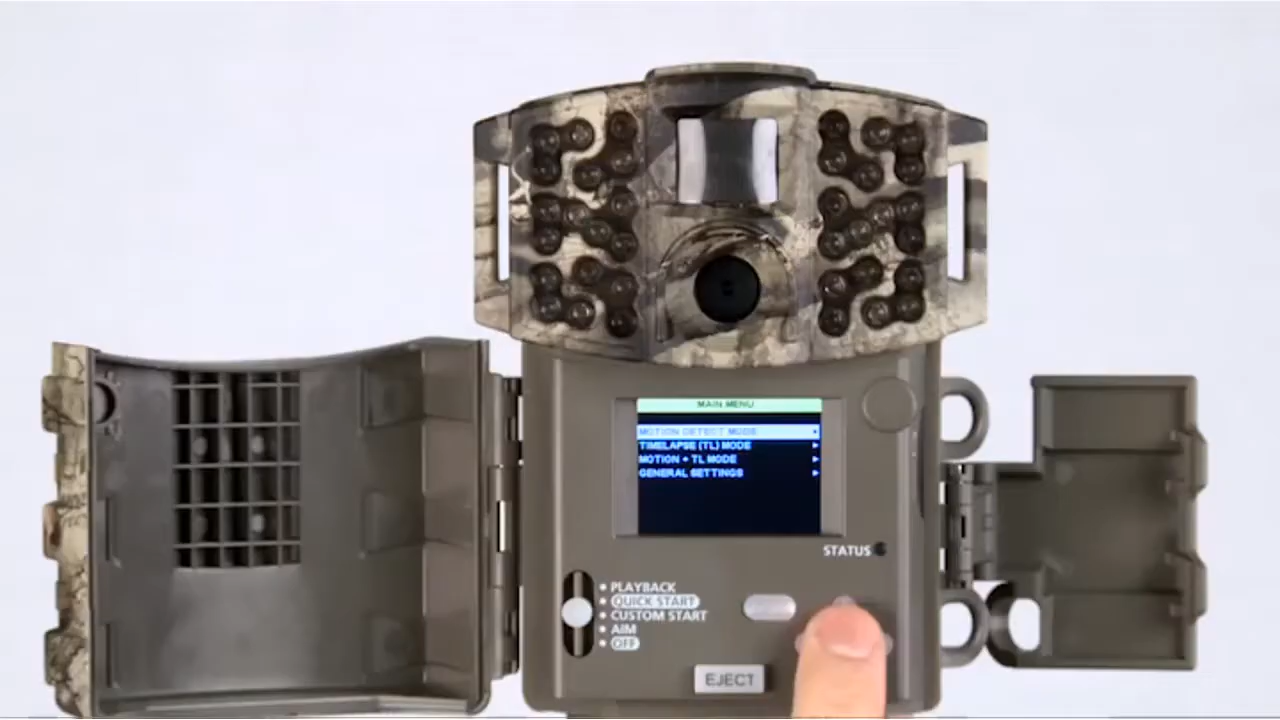 MAIN MENU
MOTION DETECT MODE
TIMELAPSE (TL) MODE
MOTION + TL MODE
GENERAL SETTINGS
STATUS
PLAYBACK
QUICK START
CUSTOM START
AIM
OFF
EJECT